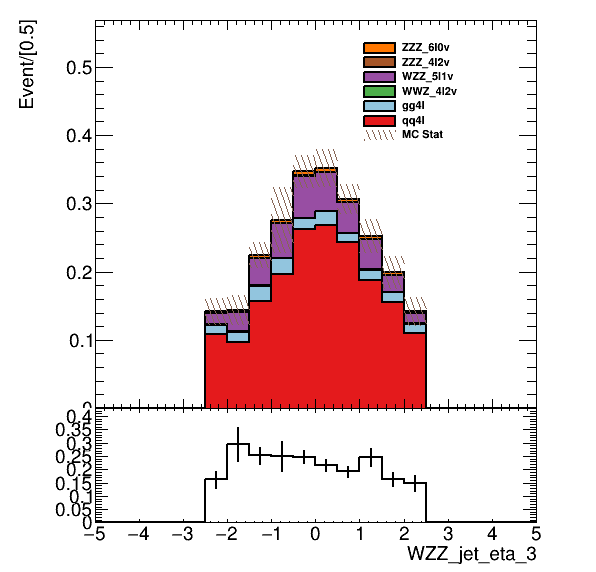 Event/[0.5]
0.5
0.4
0.3
0.2
0.1
0
ZZZ_6l0v
ZZZ_4l2v
WZZ_5l1v
WWZ_4l2v
gg4l
qq4l
MC Stat
0.4
0.35
0.3
0.25
0.2
0.15
0.1
0.05
0
−5 −4 −3 −2 −1 0 1 2 3 4 5
WZZ_jet_eta_3